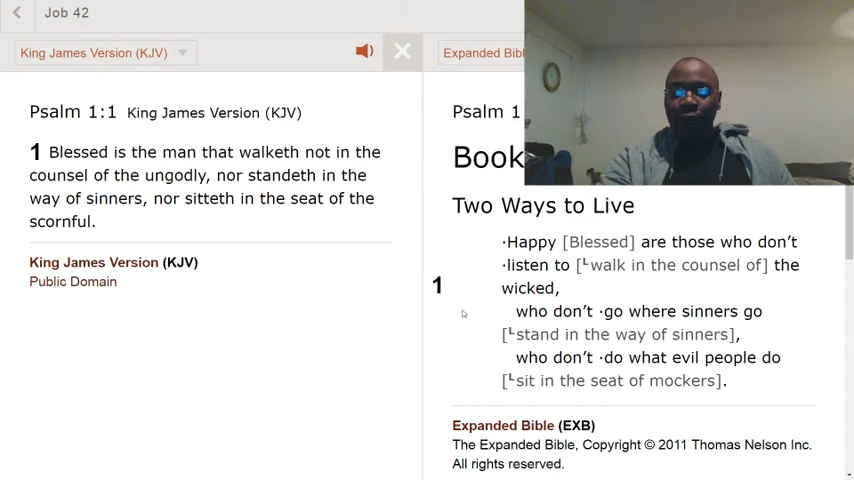 Job 42
King James Version (KJV)
Expanded Bibl
Psalm 1:1 King James Version (KJV)
1 Blessed is the man that walketh not in the
counsel of the ungodly, nor standeth in the
way of sinners, nor sitteth in the seat of the
scornful.
King James Version (KJV)
Public Domain
Psalm 1
Book
Two Ways to Live
·Happy [Blessed] are those who don’t
·listen to [ᴸwalk in the counsel of] the
1
wicked,
who don’t ·go where sinners go
[ᴸstand in the way of sinners],
who don’t ·do what evil people do
[ᴸsit in the seat of mockers].
Expanded Bible (EXB)
The Expanded Bible, Copyright © 2011 Thomas Nelson Inc.
All rights reserved.